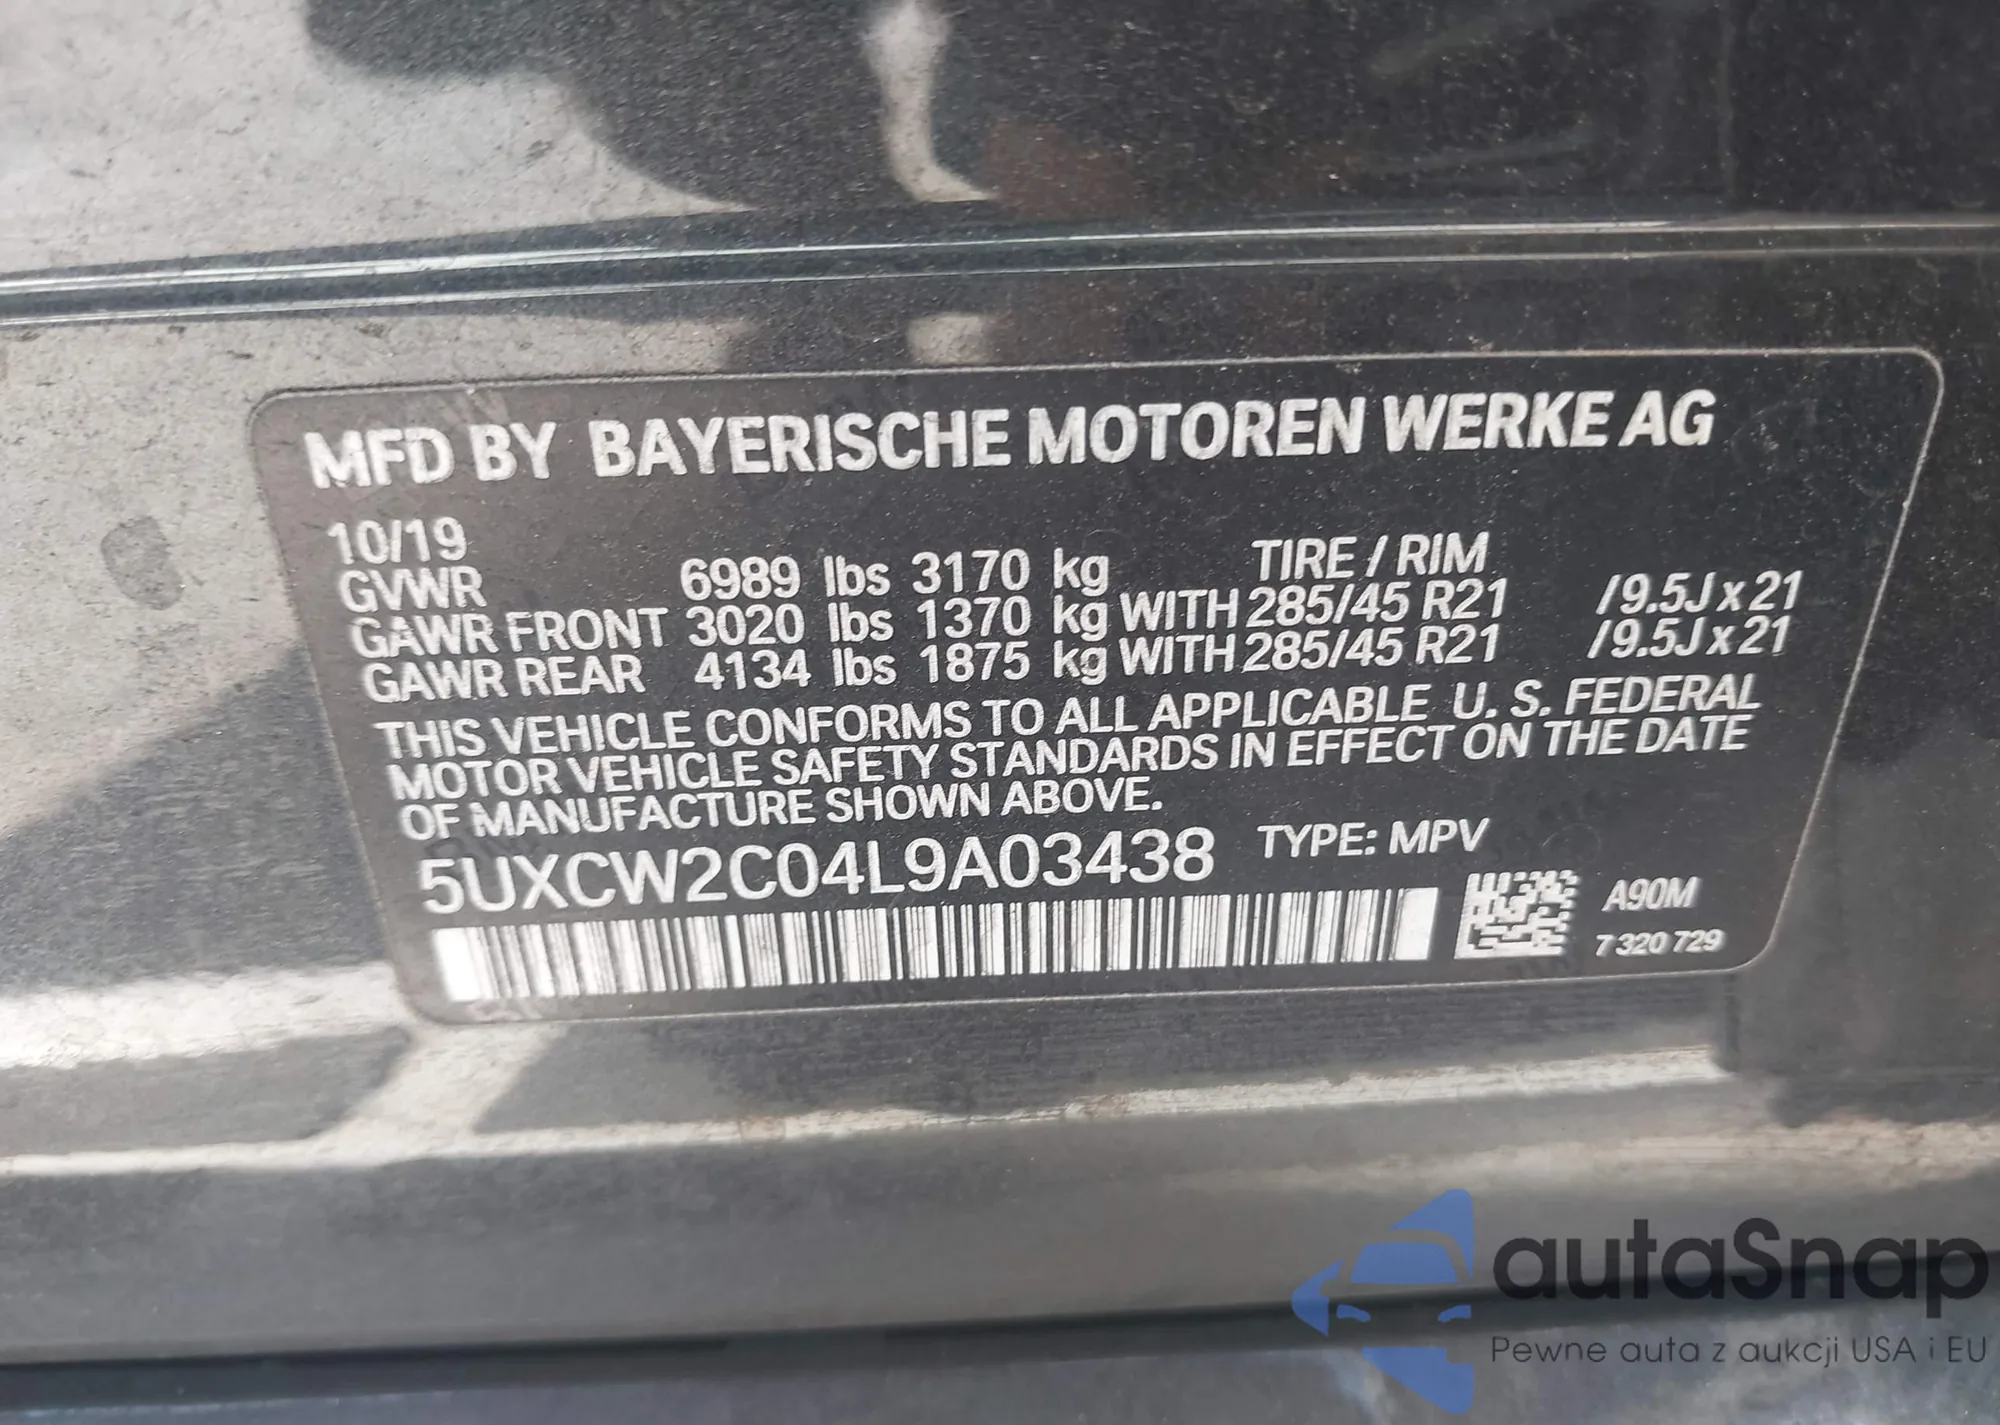 MFD BY BAYERISCHE MOTOREN WERKE AG
10/19
TIRE / RIM
GVWR 6989 lbs 3170 kg
GAWR FRONT 3020 lbs 1370 kg WITH 285/45 R21 /9.5J x 21
GAWR REAR 4134 lbs 1875 kg WITH 285/45 R21 /9.5J x 21
THIS VEHICLE CONFORMS TO ALL APPLICABLE U. S. FEDERAL
MOTOR VEHICLE SAFETY STANDARDS IN EFFECT ON THE DATE
OF MANUFACTURE SHOWN ABOVE.
5UXCW2C04L9A03438 TYPE: MPV
A90M
7 320 729
autaSnap
Pewne auta z aukcji USA i EU